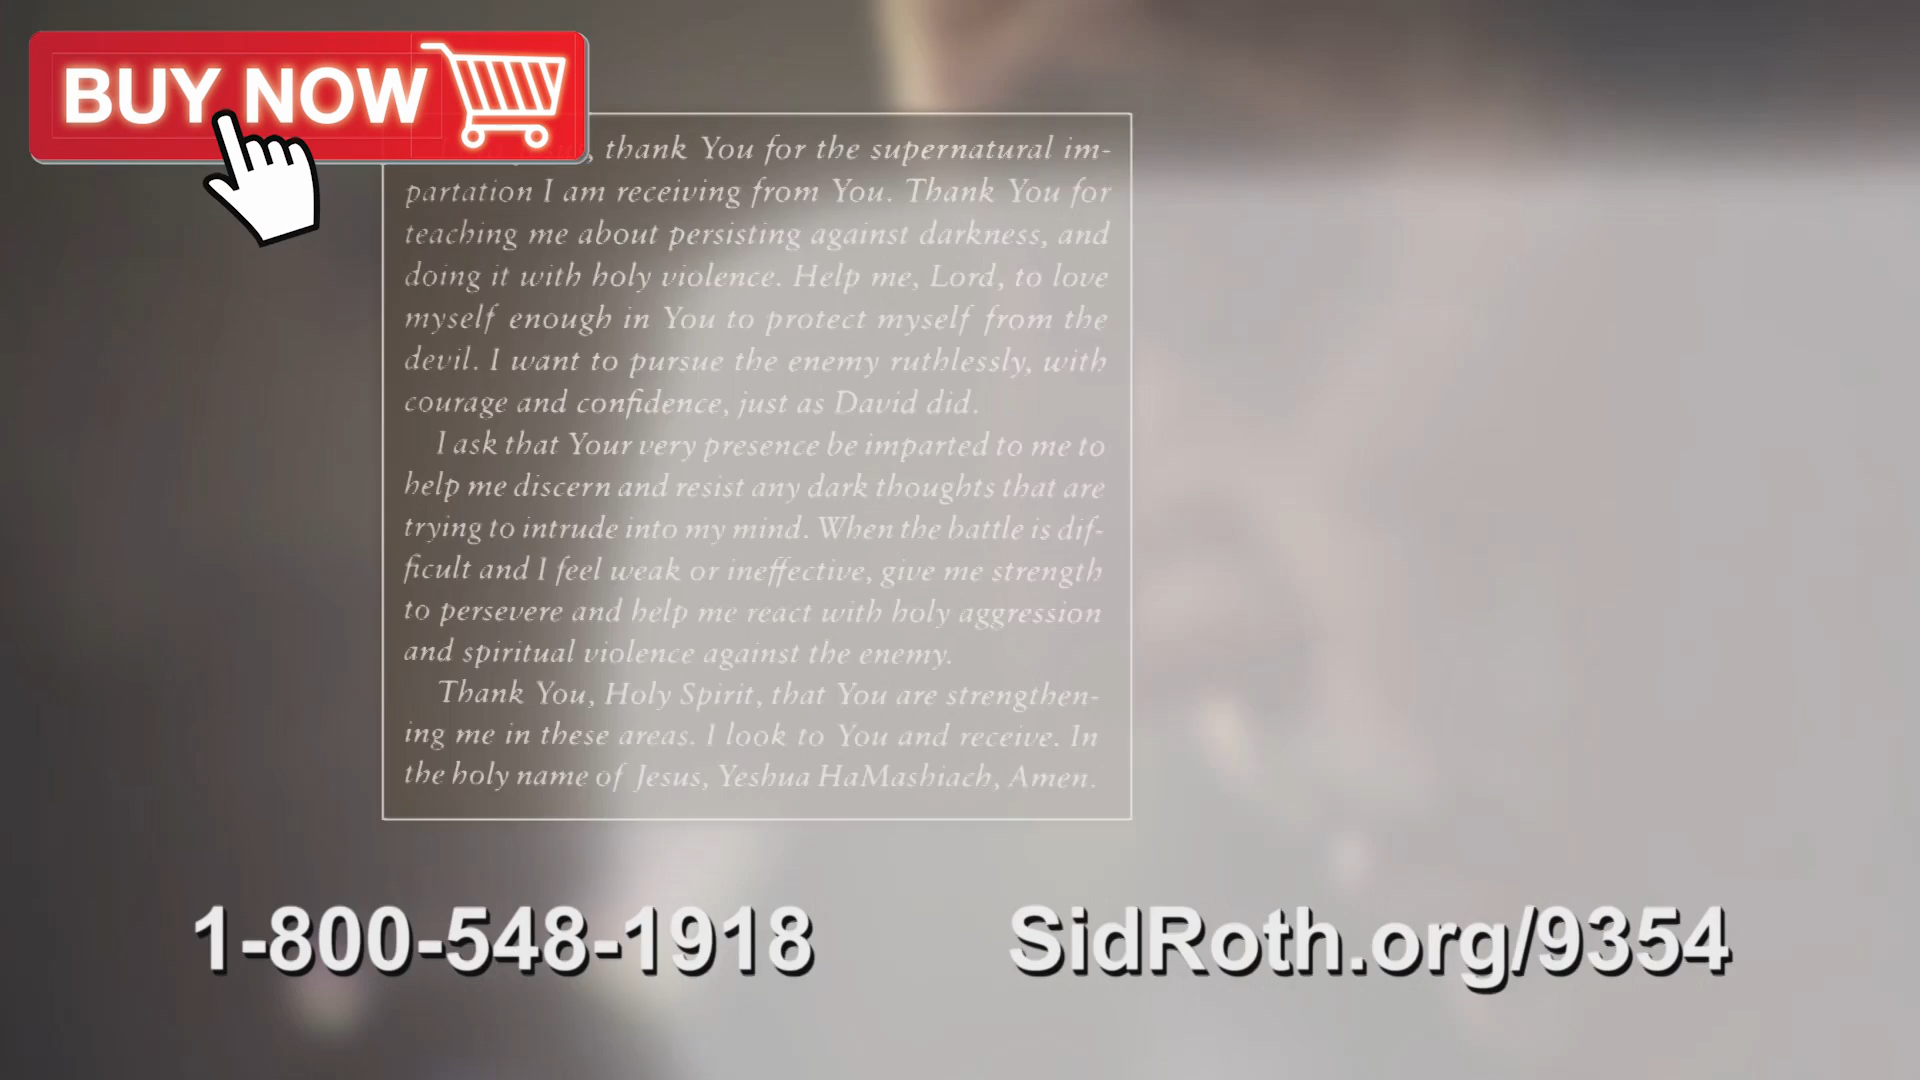 BUY NOW
, thank You for the supernatural im-
partation I am receiving from You. Thank You for
teaching me about persisting against darkness, and
doing it with holy violence. Help me, Lord, to love
myself enough in You to protect myself from the
devil. I want to pursue the enemy ruthlessly, with
courage and confidence, just as David did.
I ask that Your very presence be imparted to me to
help me discern and resist any dark thoughts that are
trying to intrude into my mind. When the battle is dif-
ficult and I feel weak or ineffective, give me strength
to persevere and help me react with holy aggression
and spiritual violence against the enemy.
Thank You, Holy Spirit, that You are strengthen-
ing me in these areas. I look to You and receive. In
the holy name of Jesus, Yeshua HaMashiach, Amen.
1-800-548-1918 SidRoth.org/9354